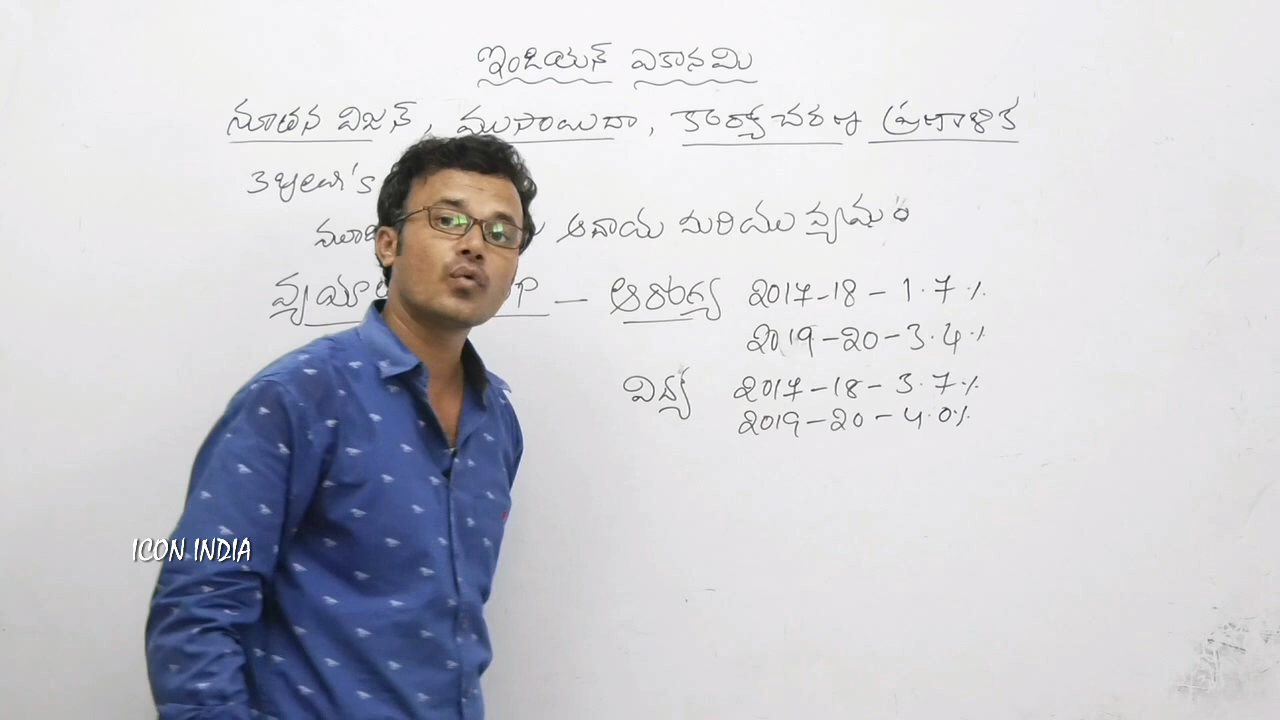 ఇండియన్ ఎకానమి
నూతన విజన్, ముసాయిదా, కార్యాచరణ ప్రణాళిక
ఆదాయ మరియు వ్యయం
ఆరోగ్య 2017-18 - 1.7%
2019-20 - 3.4%
విద్య 2017-18 - 3.7%
2019-20 - 4.0%
ICON INDIA